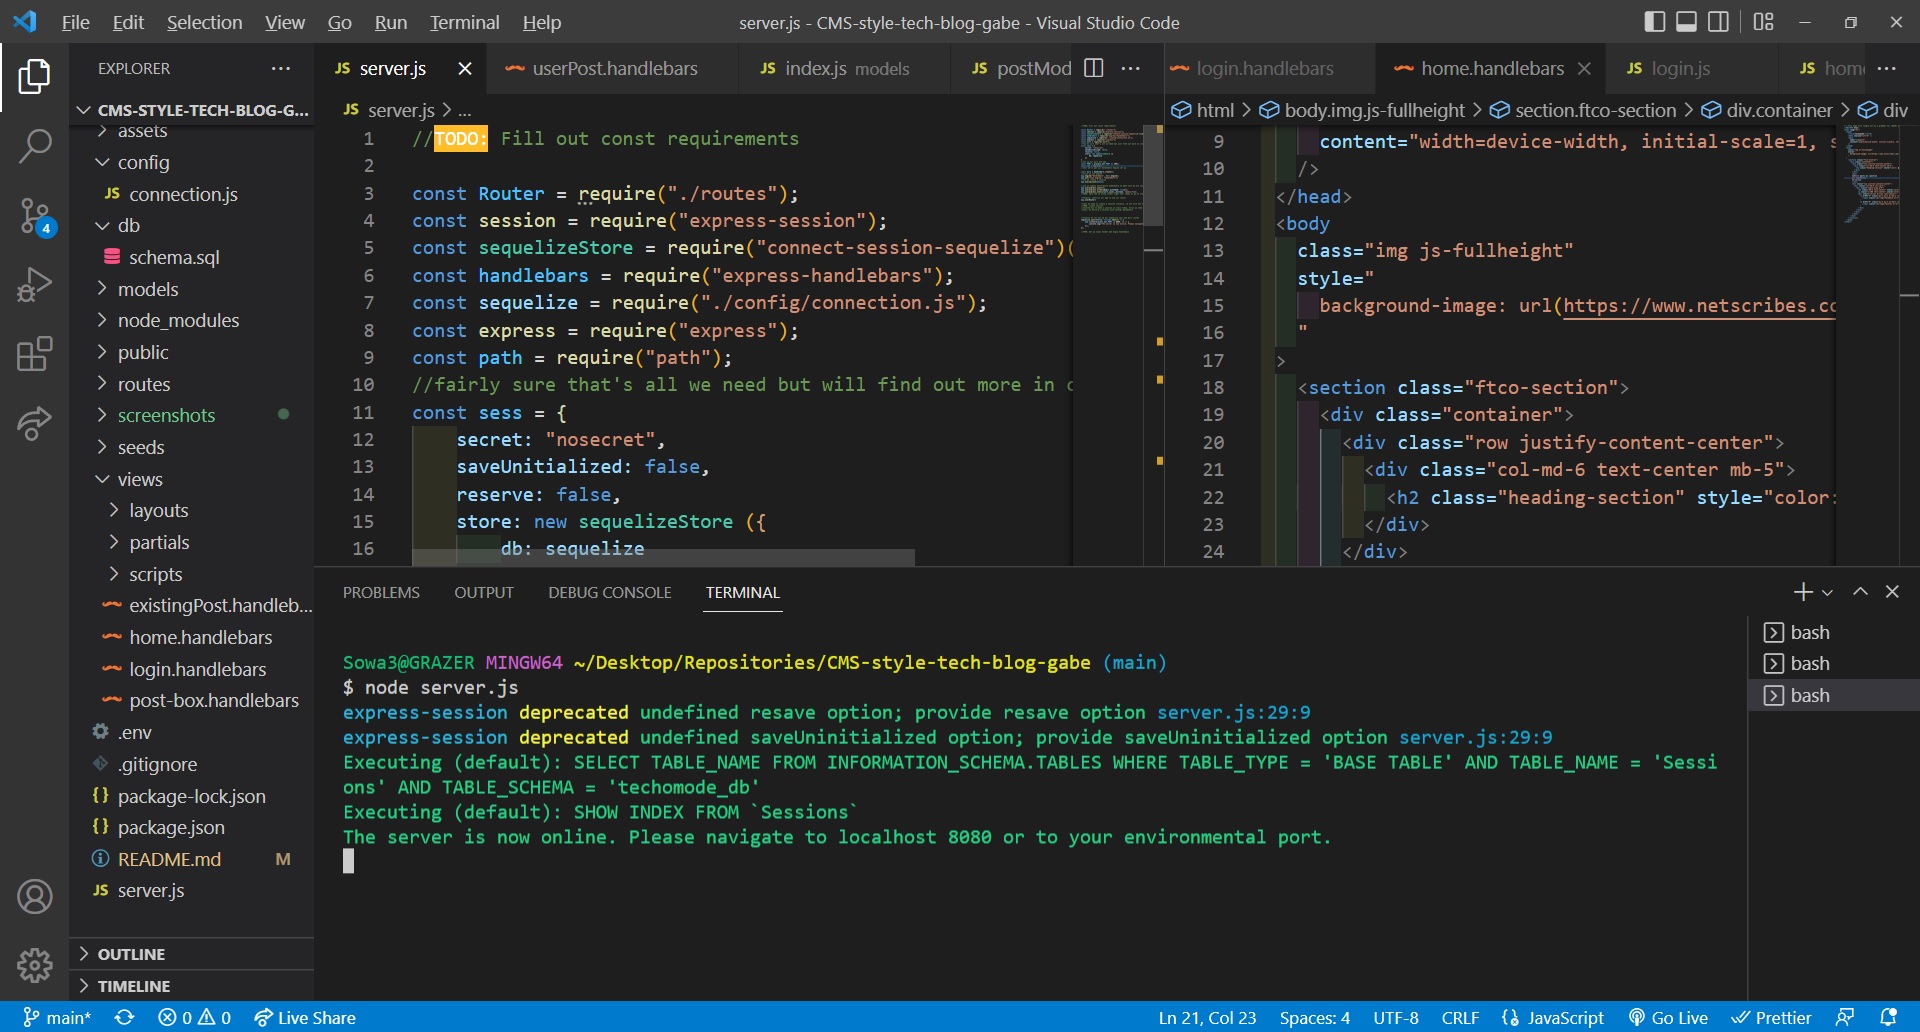 File Edit Selection View Go Run Terminal Help
server.js - CMS-style-tech-blog-gabe - Visual Studio Code
EXPLORER
CMS-STYLE-TECH-BLOG-G...
assets
config
JS connection.js
db
schema.sql
models
node_modules
public
routes
screenshots
seeds
views
layouts
partials
scripts
existingPost.handleb...
home.handlebars
login.handlebars
post-box.handlebars
.env
.gitignore
{} package-lock.json
{} package.json
README.md M
JS server.js
OUTLINE
TIMELINE
4
JS server.js userPost.handlebars JS index.js models JS postMod
JS server.js > ...
1 //TODO: Fill out const requirements
2
3 const Router = require("./routes");
4 const session = require("express-session");
5 const sequelizeStore = require("connect-session-sequelize")(
6 const handlebars = require("express-handlebars");
7 const sequelize = require("./config/connection.js");
8 const express = require("express");
9 const path = require("path");
10 //fairly sure that's all we need but will find out more in c
11 const sess = {
12 secret: "nosecret",
13 saveUnitialized: false,
14 reserve: false,
15 store: new sequelizeStore ({
16 db: sequelize
login.handlebars home.handlebars JS login.js JS home
html > body.img.js-fullheight > section.ftco-section > div.container > div
9 content="width=device-width, initial-scale=1, s
10 />
11 </head>
12 <body
13 class="img js-fullheight"
14 style="
15 background-image: url(https://www.netscribes.co
16 "
17 >
18 <section class="ftco-section">
19 <div class="container">
20 <div class="row justify-content-center">
21 <div class="col-md-6 text-center mb-5">
22 <h2 class="heading-section" style="color:
23 </div>
24 </div>
PROBLEMS OUTPUT DEBUG CONSOLE TERMINAL
Sowa3@GRAZER MINGW64 ~/Desktop/Repositories/CMS-style-tech-blog-gabe (main)
$ node server.js
express-session deprecated undefined resave option; provide resave option server.js:29:9
express-session deprecated undefined saveUninitialized option; provide saveUninitialized option server.js:29:9
Executing (default): SELECT TABLE_NAME FROM INFORMATION_SCHEMA.TABLES WHERE TABLE_TYPE = 'BASE TABLE' AND TABLE_NAME = 'Sessi
ons' AND TABLE_SCHEMA = 'techomode_db'
Executing (default): SHOW INDEX FROM `Sessions`
The server is now online. Please navigate to localhost 8080 or to your environmental port.
bash
bash
bash
main* 0 0 Live Share Ln 21, Col 23 Spaces: 4 UTF-8 CRLF JavaScript Go Live Prettier